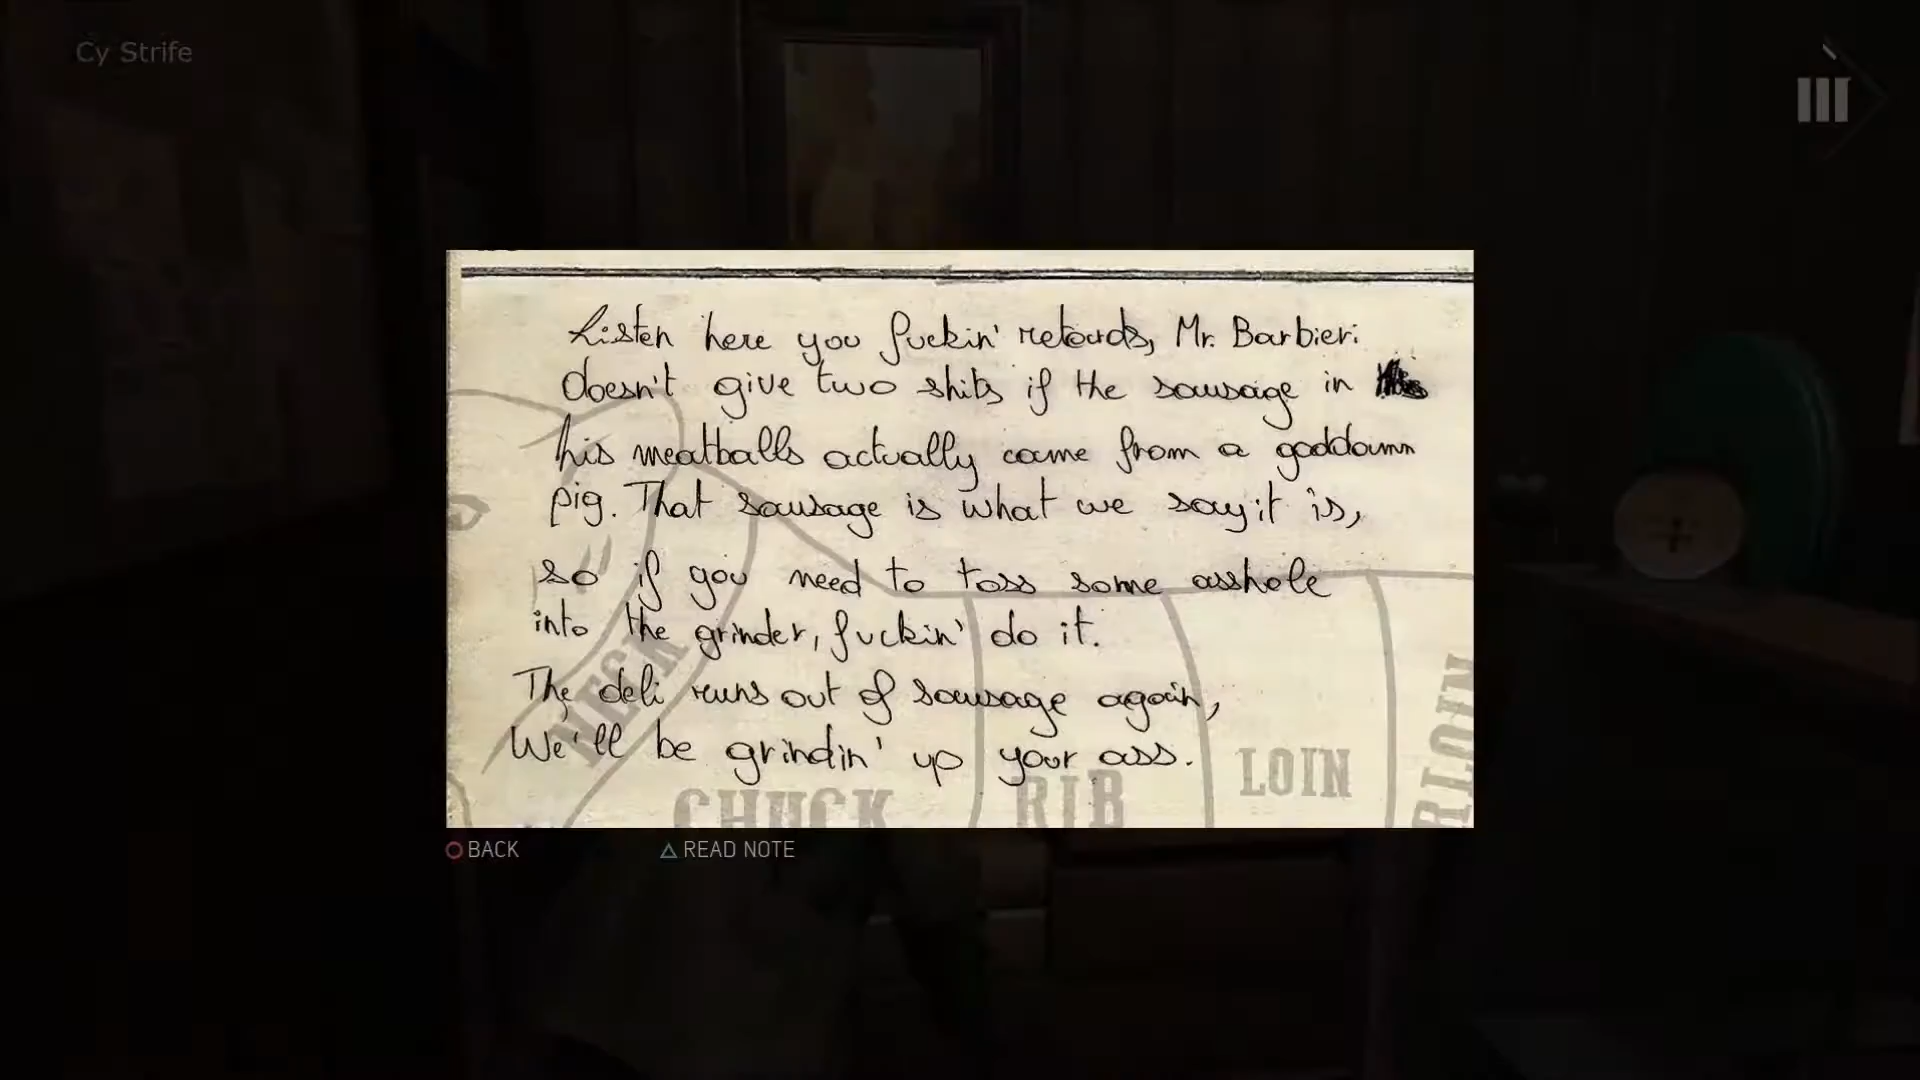 Cy Strife
Listen here you fuckin' retards, Mr. Barbieri
doesn't give two shits if the sausage in
his meatballs actually came from a goddamn
pig. That sausage is what we say it is,
so if you need to toss some asshole
into the grinder, fuckin' do it.
The deli runs out of sausage again,
We'll be grindin' up your ass.
NECK
CHUCK
RIB
LOIN
RLOIN
BACK
READ NOTE